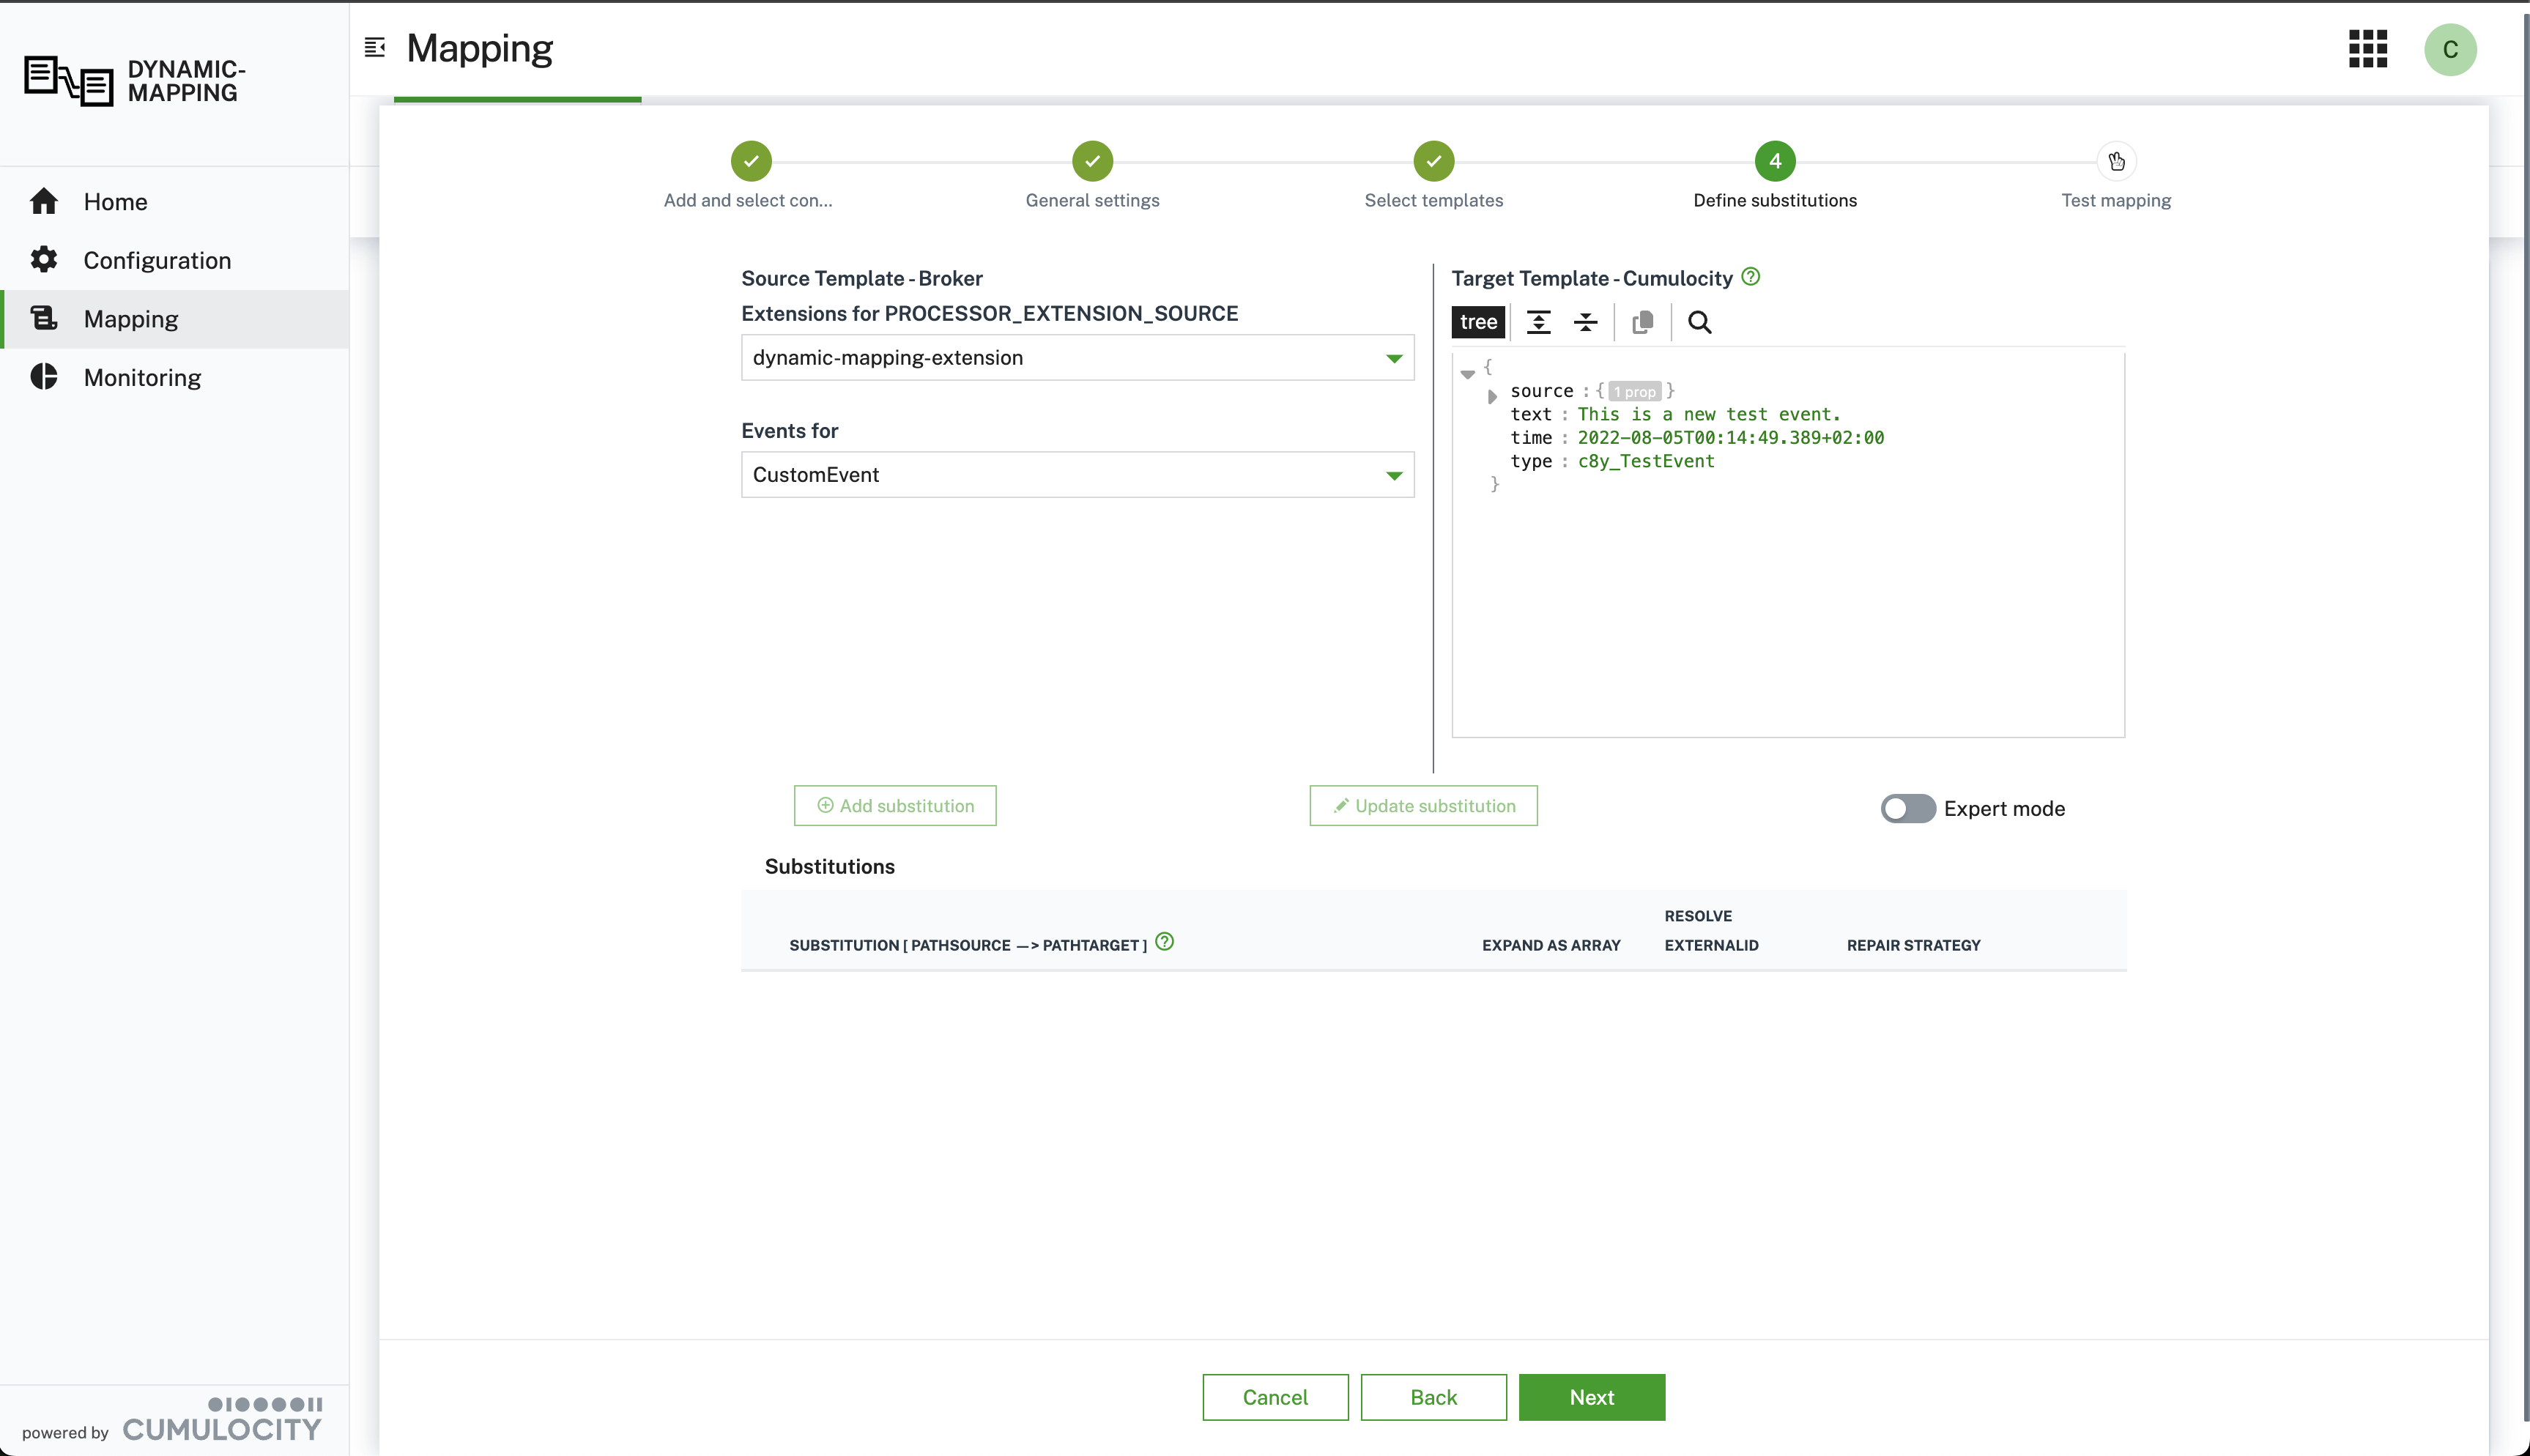 DYNAMIC-
MAPPING
Mapping
C
Home
Configuration
Mapping
Monitoring
4
Add and select con...
General settings
Select templates
Define substitutions
Test mapping
Source Template - Broker
Extensions for PROCESSOR_EXTENSION_SOURCE
dynamic-mapping-extension
Events for
CustomEvent
Target Template - Cumulocity
tree
{
source : { 1 prop }
text : This is a new test event.
time : 2022-08-05T00:14:49.389+02:00
type : c8y_TestEvent
}
Add substitution
Update substitution
Expert mode
Substitutions
SUBSTITUTION [ PATHSOURCE —> PATHTARGET ]
EXPAND AS ARRAY
RESOLVE
EXTERNALID
REPAIR STRATEGY
Cancel
Back
Next
powered by CUMULOCITY